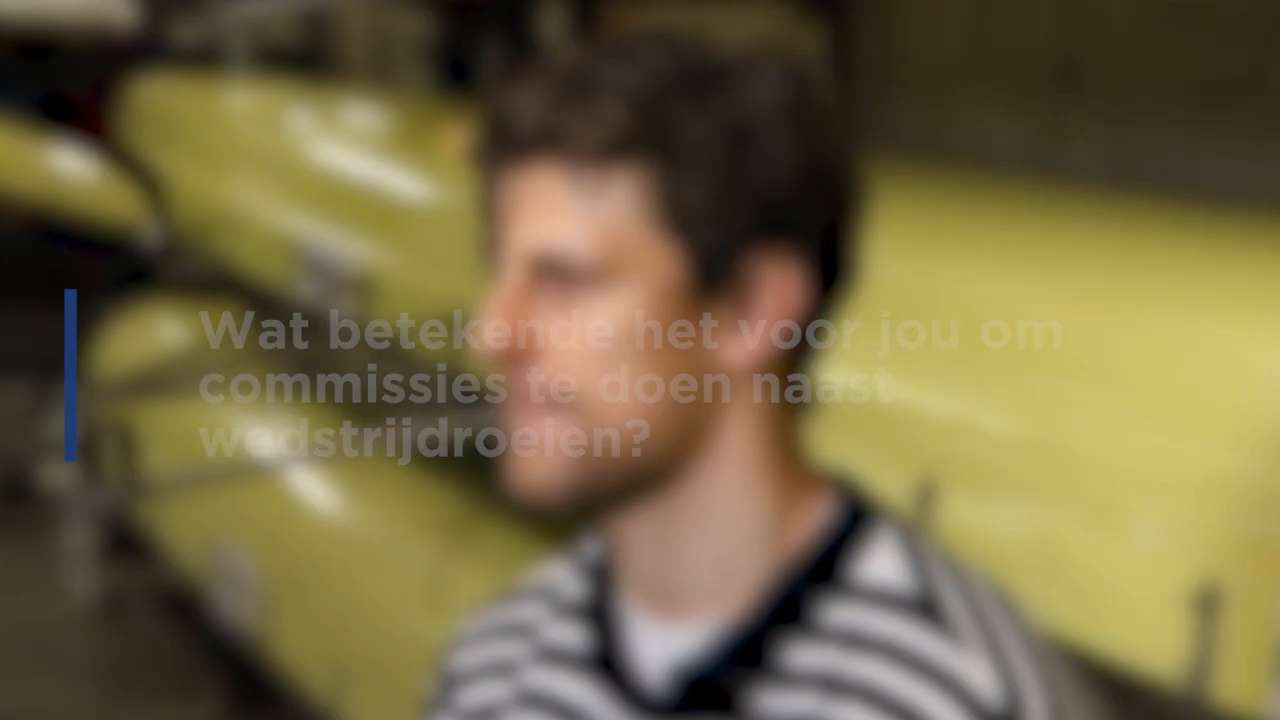 Wat betekende het voor jou om
commissies te doen naast
wedstrijdroeien?